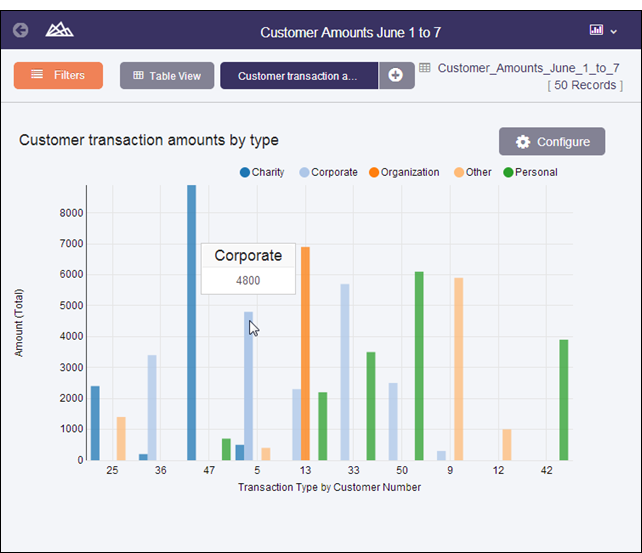 Customer Amounts June 1 to 7
Filters
Table View
Customer transaction a...
Customer_Amounts_June_1_to_7
[ 50 Records ]
Customer transaction amounts by type
Configure
Charity
Corporate
Organization
Other
Personal
8000
7000
6000
5000
4000
3000
2000
1000
0
Amount (Total)
Corporate
4800
25 36 47 5 13 33 50 9 12 42
Transaction Type by Customer Number